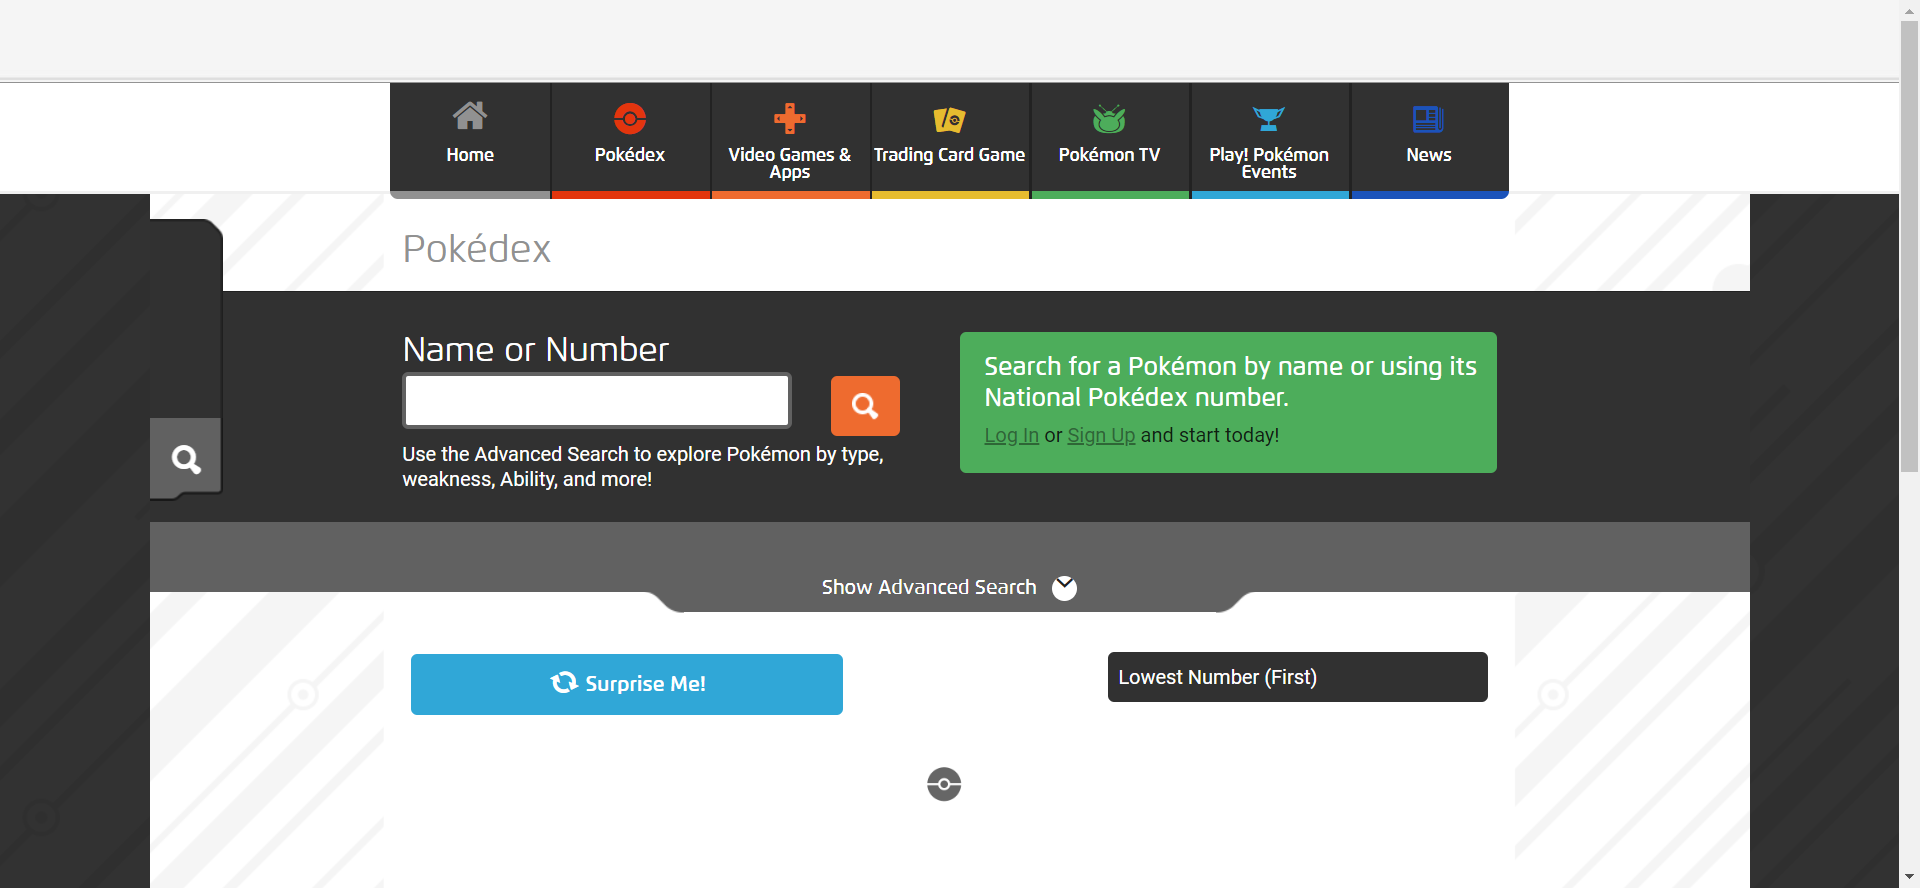 Home
Pokédex
Video Games &
Apps
Trading Card Game
Pokémon TV
Play! Pokémon
Events
News
Pokédex
Name or Number
Use the Advanced Search to explore Pokémon by type,
weakness, Ability, and more!
Search for a Pokémon by name or using its
National Pokédex number.
Log In or Sign Up and start today!
Show Advanced Search
Surprise Me!
Lowest Number (First)